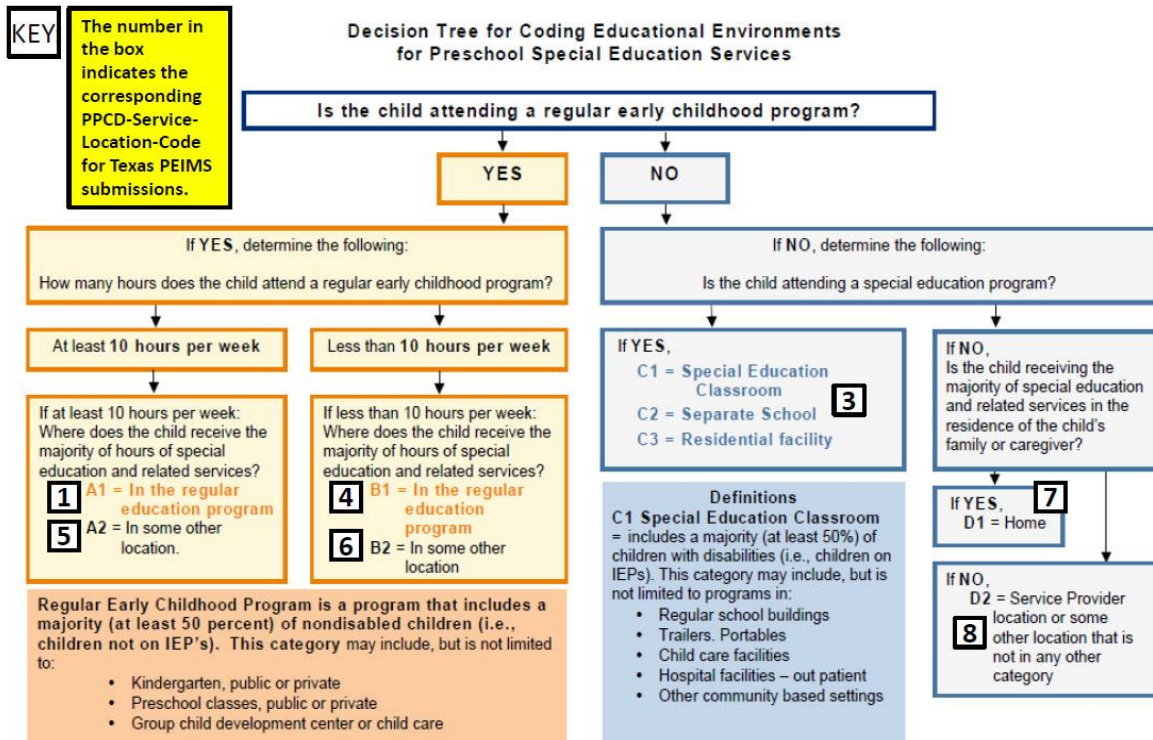 KEY
The number in
the box
indicates the
corresponding
PPCD-Service-
Location-Code
for Texas PEIMS
submissions.
Decision Tree for Coding Educational Environments
for Preschool Special Education Services
Is the child attending a regular early childhood program?
YES
NO
If YES, determine the following:
How many hours does the child attend a regular early childhood program?
At least 10 hours per week
Less than 10 hours per week
If at least 10 hours per week:
Where does the child receive the
majority of hours of special
education and related services?
1 A1 = In the regular
education program
5 A2 = In some other
location.
If less than 10 hours per week:
Where does the child receive the
majority of hours of special
education and related services?
4 B1 = In the regular
education
program
6 B2 = In some other
location
Regular Early Childhood Program is a program that includes a
majority (at least 50 percent) of nondisabled children (i.e.,
children not on IEP's). This category may include, but is not limited
to:
• Kindergarten, public or private
• Preschool classes, public or private
• Group child development center or child care
If NO, determine the following:
Is the child attending a special education program?
If YES,
C1 = Special Education
Classroom
C2 = Separate School
C3 = Residential facility
3
If NO,
Is the child receiving the
majority of special education
and related services in the
residence of the child's
family or caregiver?
If YES,
D1 = Home
7
If NO,
D2 = Service Provider
location or some
other location that is
not in any other
category
8
Definitions
C1 Special Education Classroom
= includes a majority (at least 50%) of
of children with disabilities (i.e., children on
IEPs). This category may include, but is
not limited to programs in:
• Regular school buildings
• Trailers. Portables
• Child care facilities
• Hospital facilities – out patient
• Other community based settings